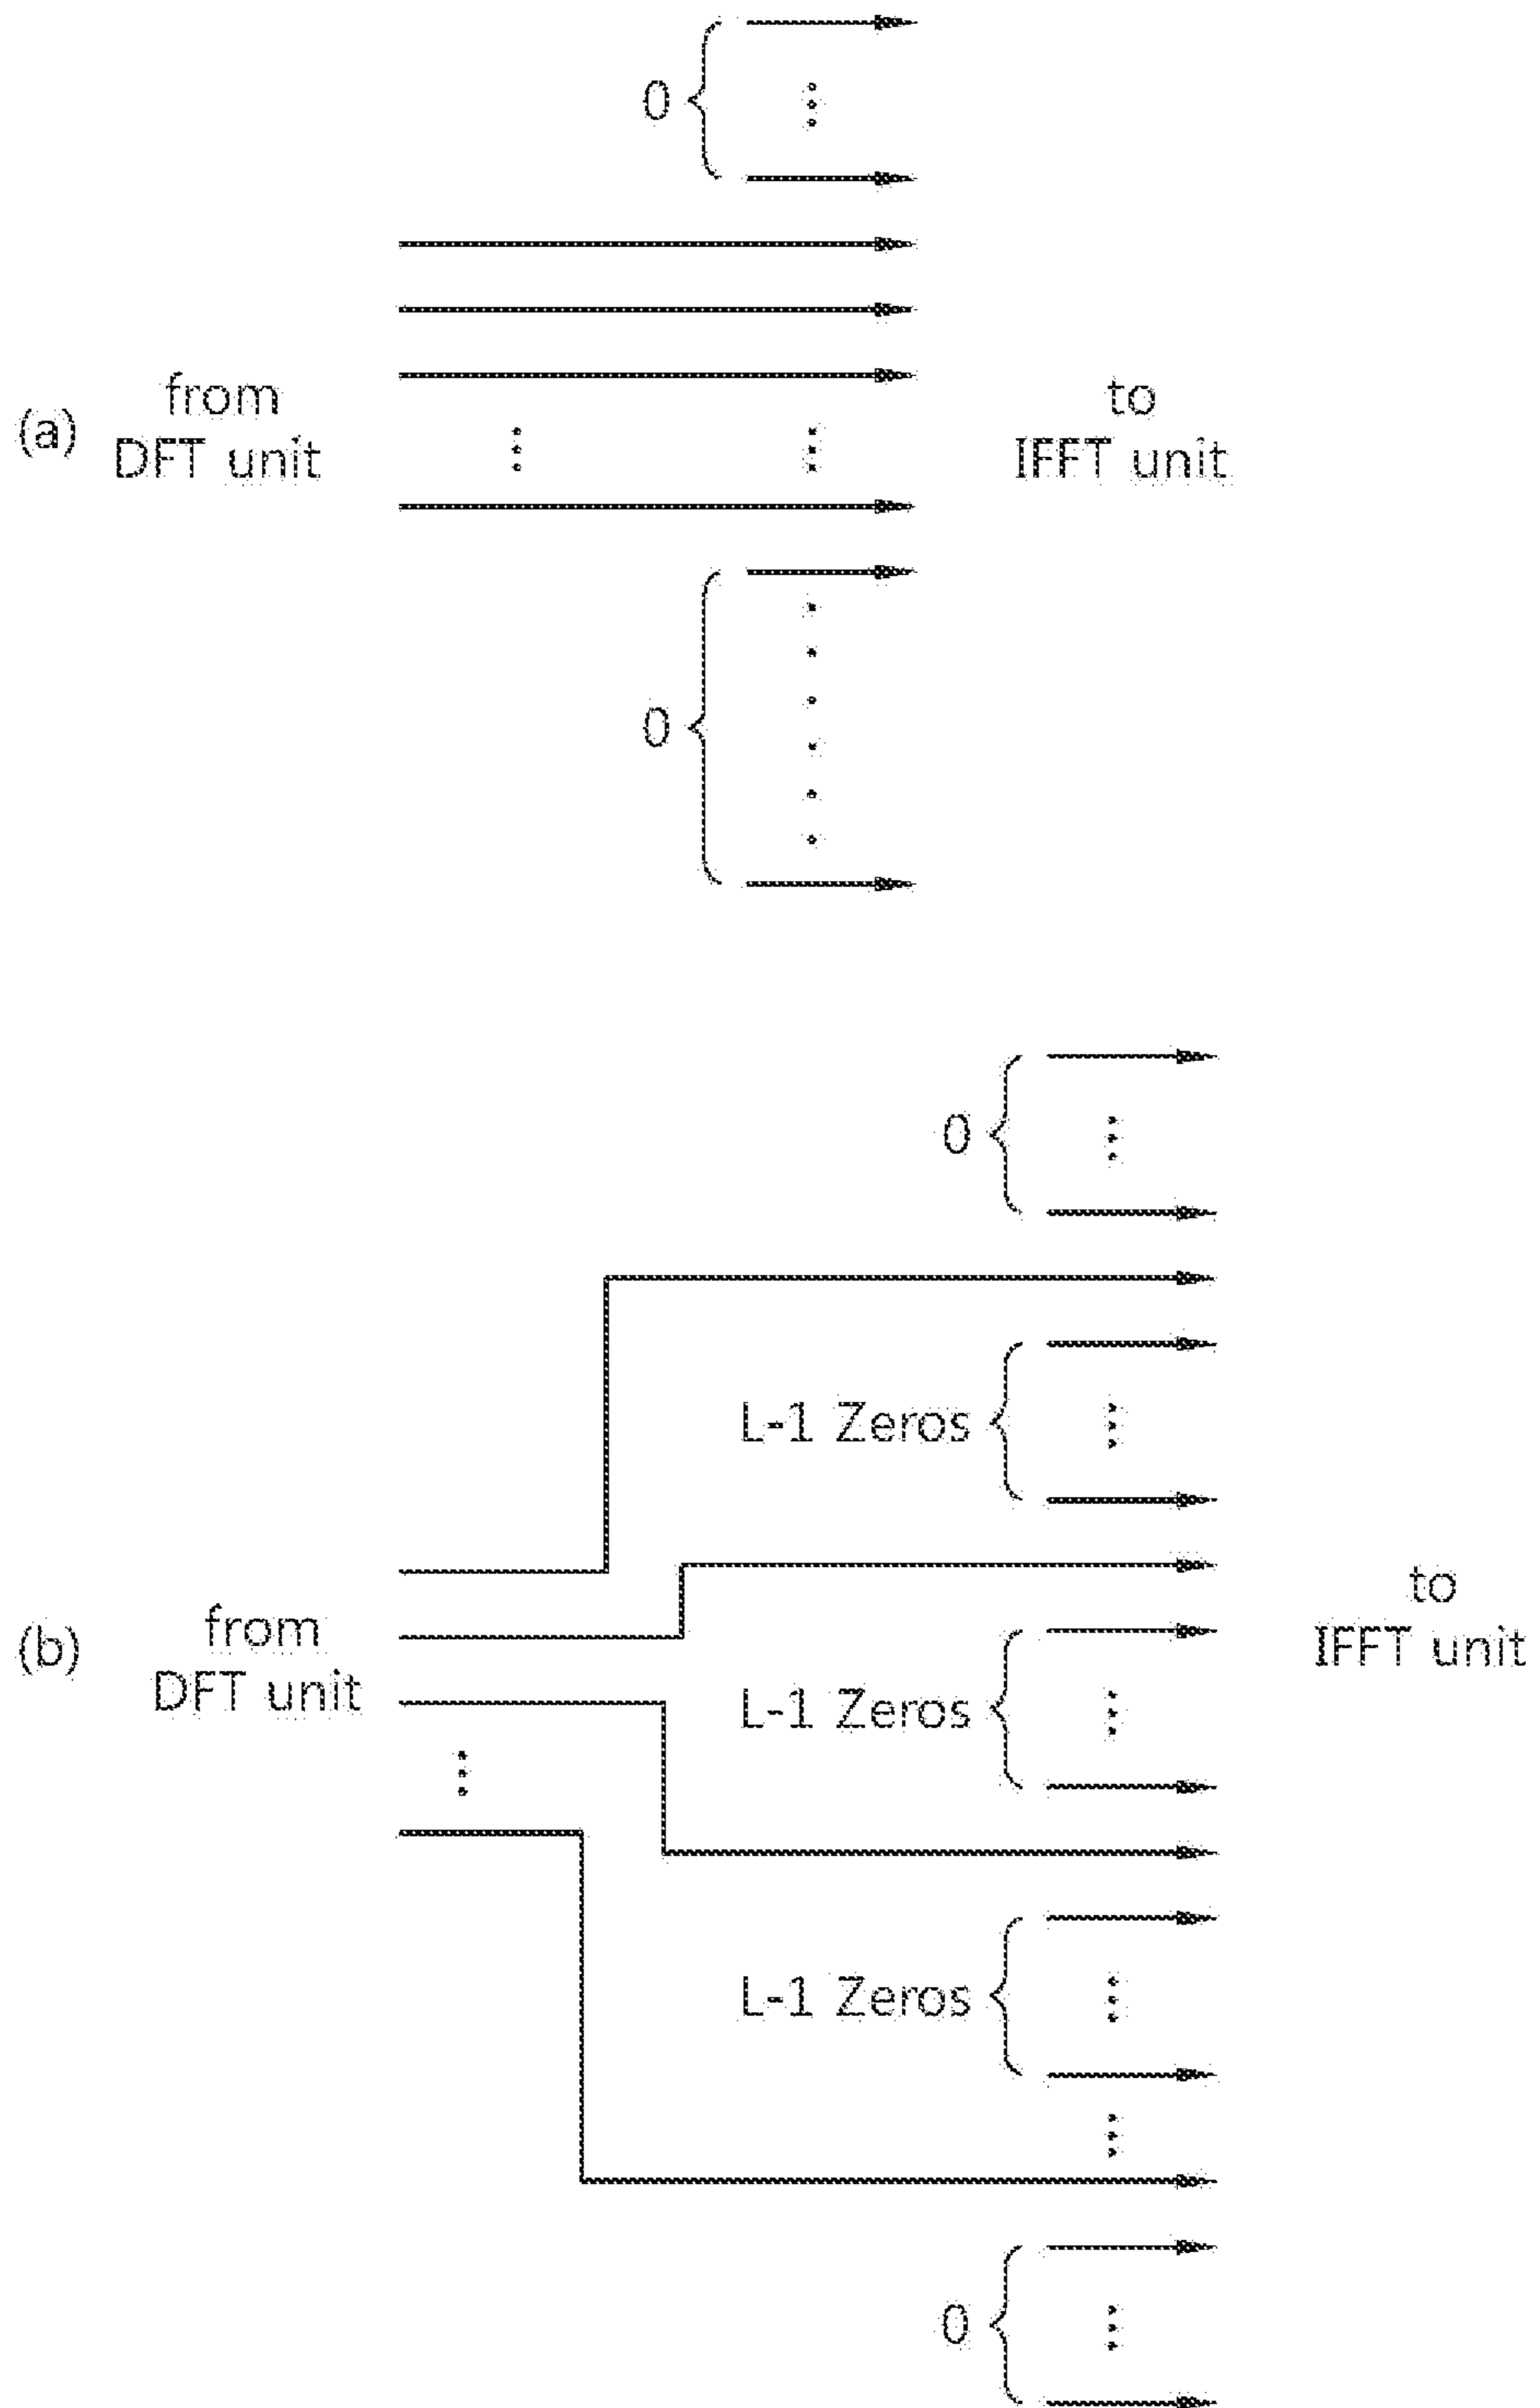 0
(a)
from
DFT unit
to
IFFT unit
0
0
L-1 Zeros
(b)
from
DFT unit
L-1 Zeros
to
IFFT unit
L-1 Zeros
0